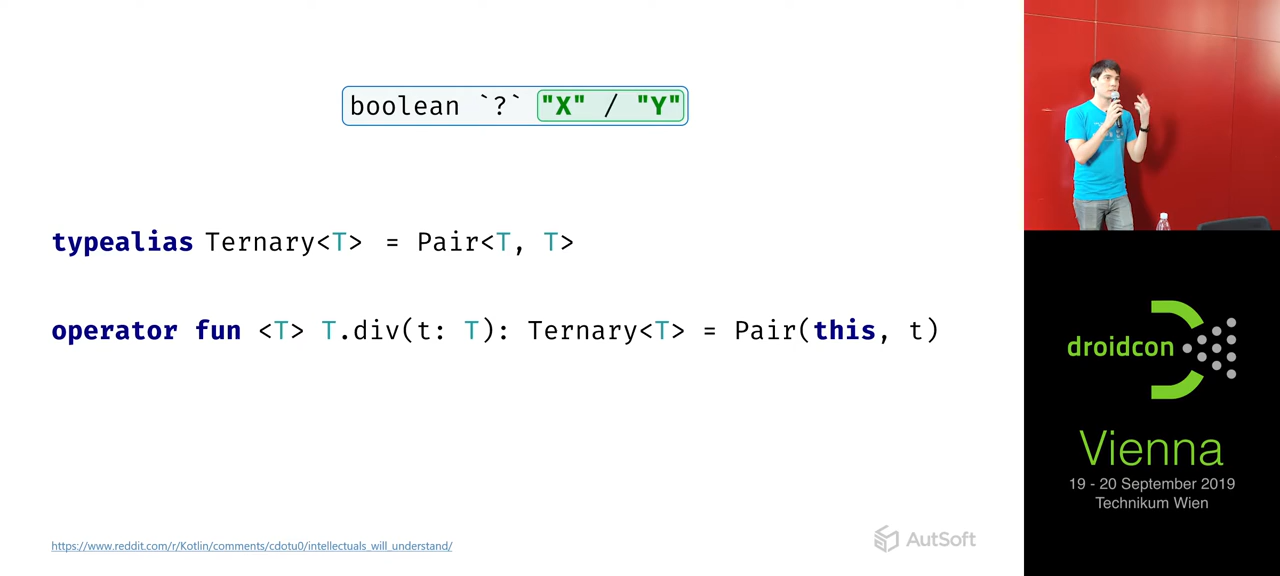 boolean `?` "X" / "Y"
typealias Ternary<T> = Pair<T, T>
operator fun <T> T.div(t: T): Ternary<T> = Pair(this, t)
https://www.reddit.com/r/Kotlin/comments/cdotu0/intellectuals_will_understand/
AutSoft
droidcon
Vienna
19 - 20 September 2019
Technikum Wien